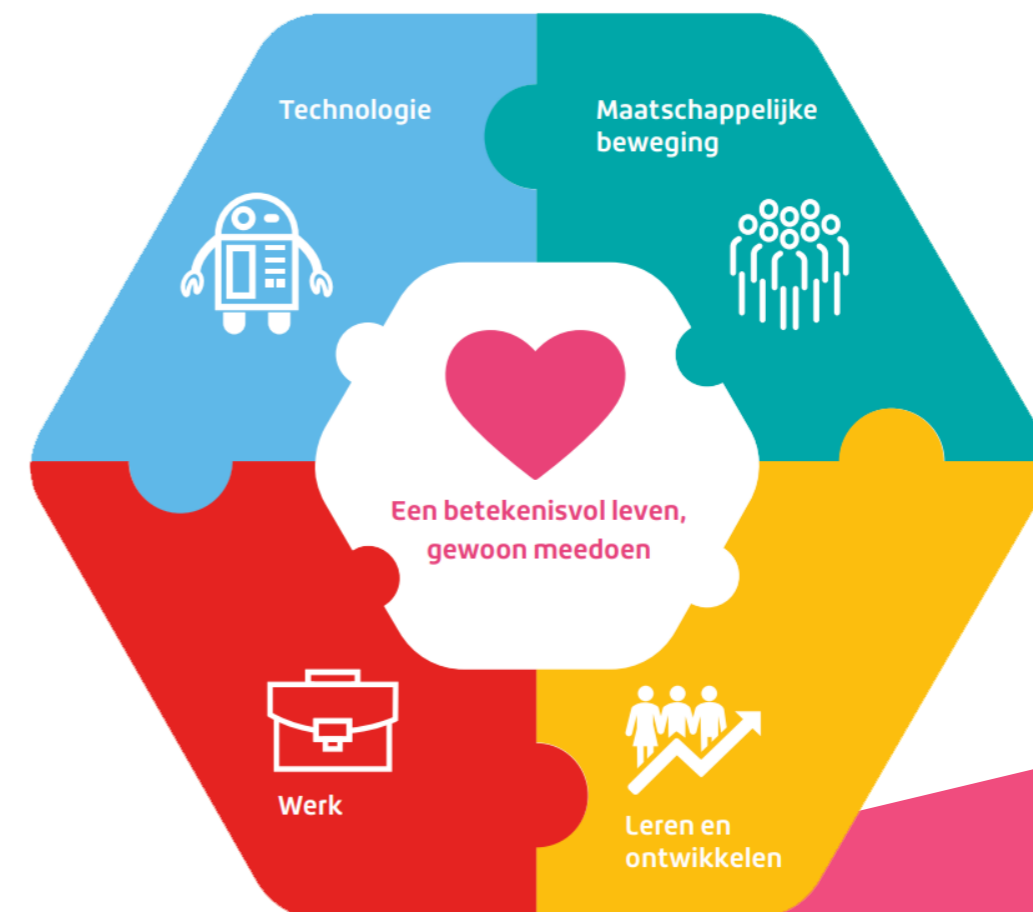 Technologie
Maatschappelijke
beweging
Een betekenisvol leven,
gewoon meedoen
Werk
Leren en
ontwikkelen